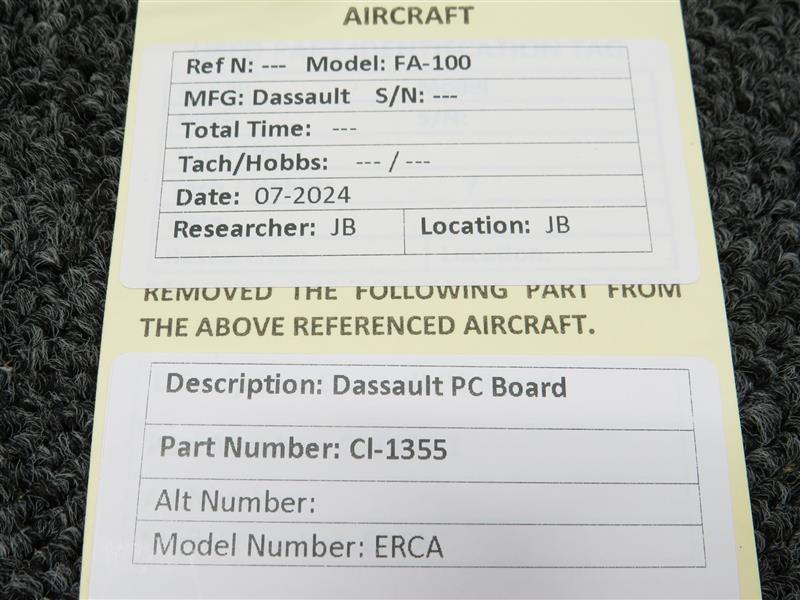 AIRCRAFT
Ref N: --- Model: FA-100
MFG: Dassault S/N: ---
Total Time: ---
Tach/Hobbs: --- / ---
Date: 07-2024
Researcher: JB Location: JB
REMOVED THE FOLLOWING PART FROM
THE ABOVE REFERENCED AIRCRAFT.
Description: Dassault PC Board
Part Number: Cl-1355
Alt Number:
Model Number: ERCA